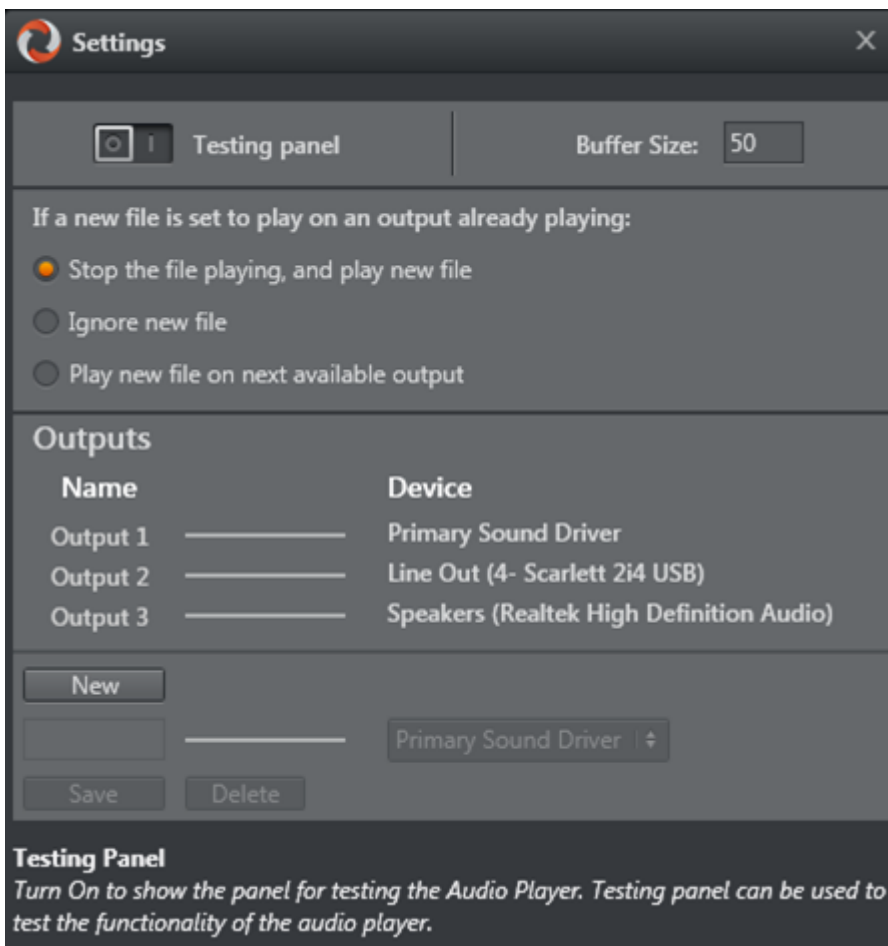 Settings
Testing panel
Buffer Size: 50
If a new file is set to play on an output already playing:
Stop the file playing, and play new file
Ignore new file
Play new file on next available output
Outputs
Name Device
Output 1 Primary Sound Driver
Output 2 Line Out (4- Scarlett 2i4 USB)
Output 3 Speakers (Realtek High Definition Audio)
New
Primary Sound Driver
Save Delete
Testing Panel
Turn On to show the panel for testing the Audio Player. Testing panel can be used to
test the functionality of the audio player.